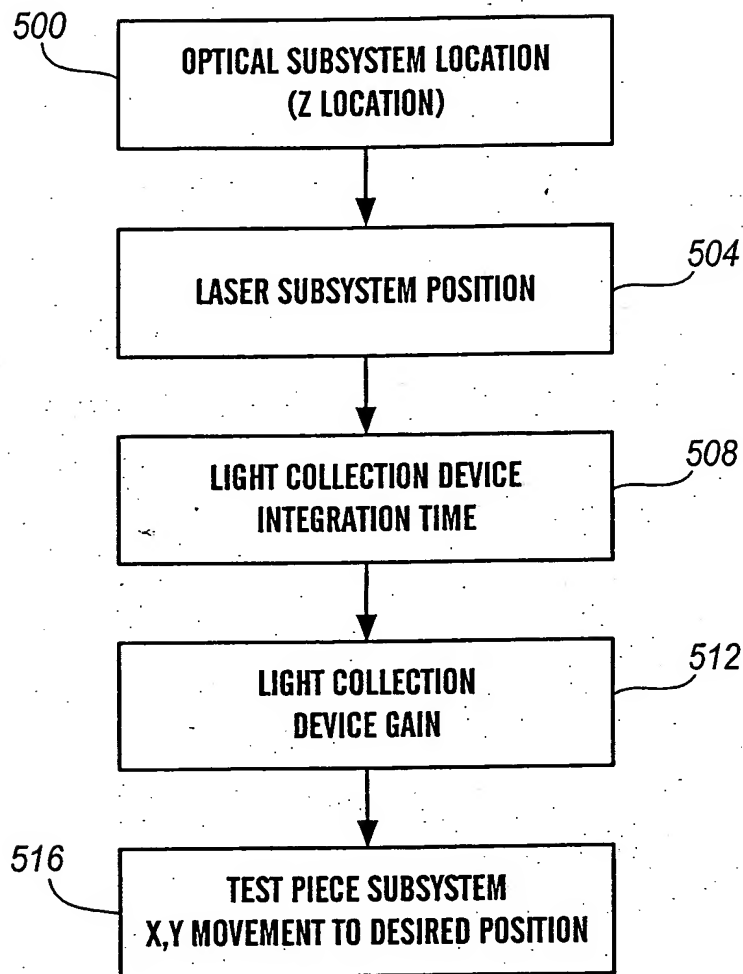 500
OPTICAL SUBSYSTEM LOCATION
(Z LOCATION)
LASER SUBSYSTEM POSITION
504
LIGHT COLLECTION DEVICE
INTEGRATION TIME
508
LIGHT COLLECTION
DEVICE GAIN
512
516
TEST PIECE SUBSYSTEM
X,Y MOVEMENT TO DESIRED POSITION